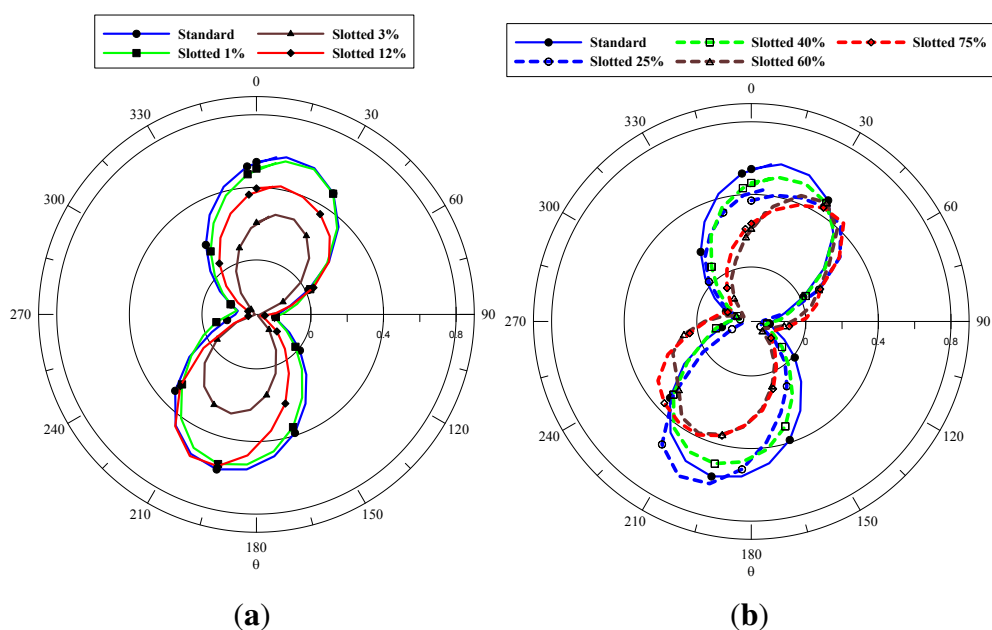 Standard
Slotted 3%
Slotted 1%
Slotted 12%
0
30
60
90
120
150
180
210
240
270
300
330
0
0.4
0.8
θ
(a)
Standard
Slotted 40%
Slotted 75%
Slotted 25%
Slotted 60%
0
30
60
90
120
150
180
210
240
270
300
330
0
0.4
0.8
θ
(b)